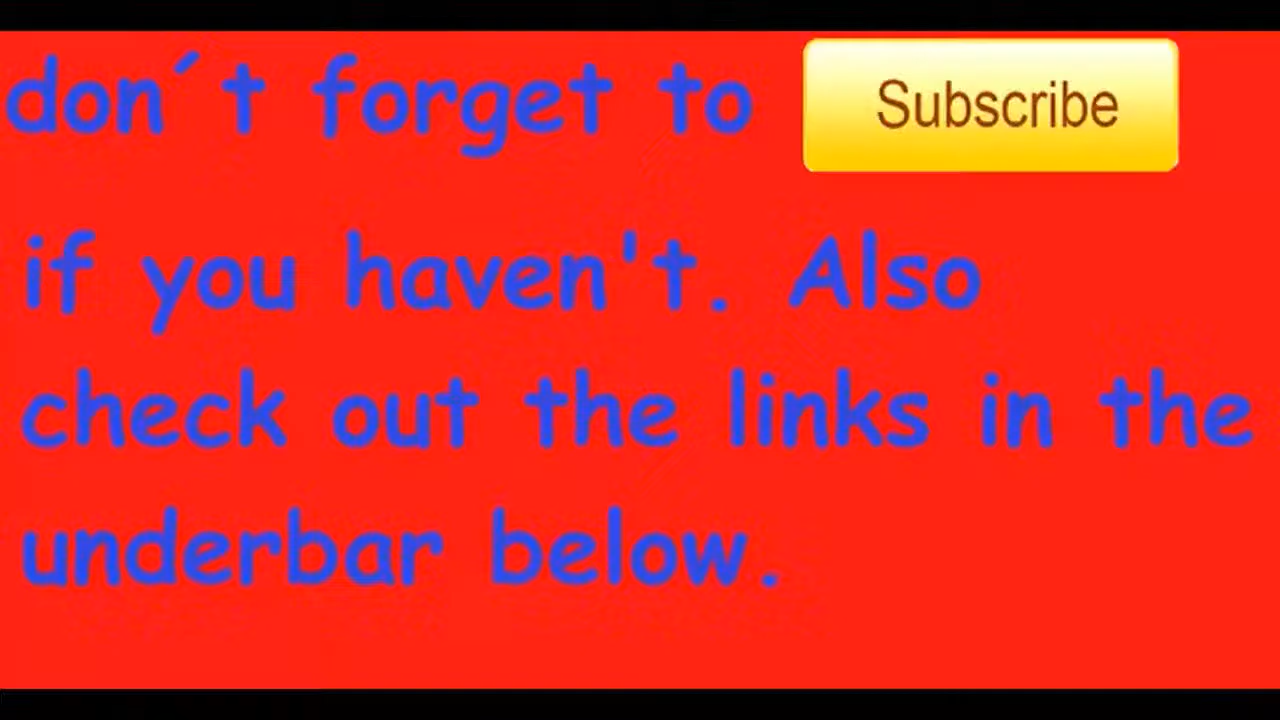 don´t forget to Subscribe
if you haven't. Also
check out the links in the
underbar below.